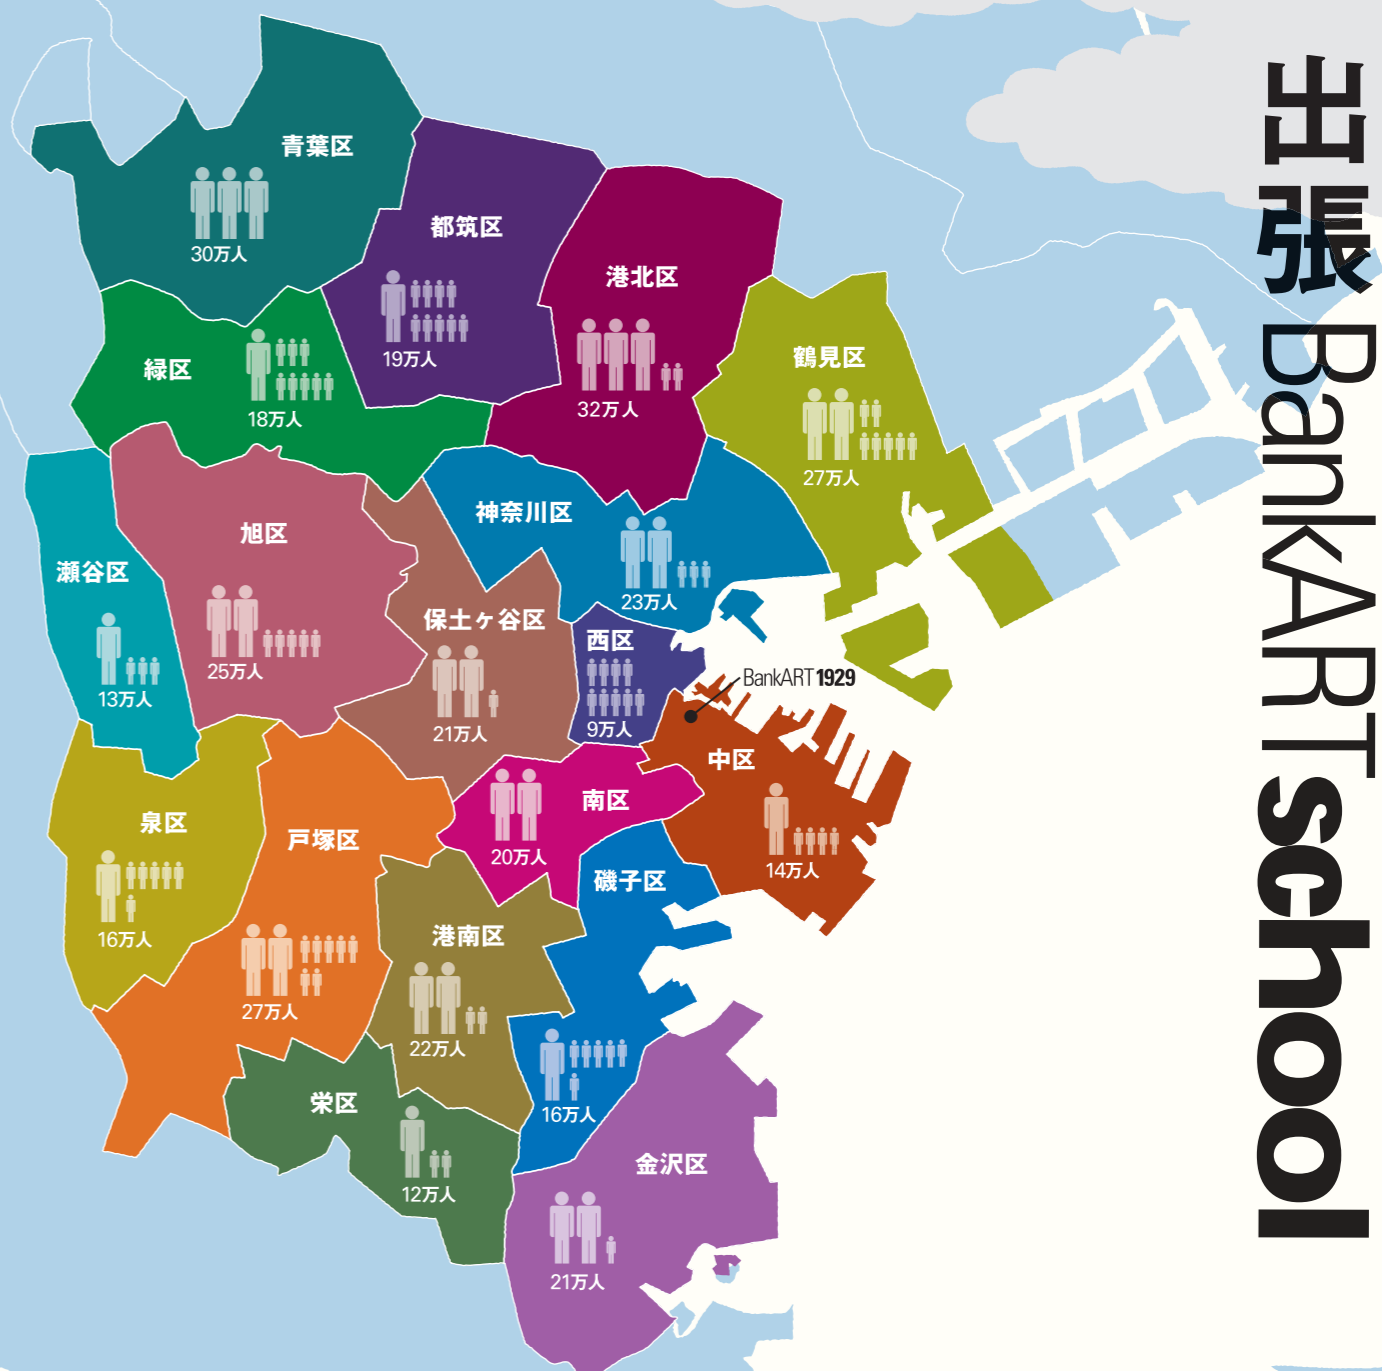 出張 BankART school
青葉区
30万人
都筑区
19万人
港北区
32万人
鶴見区
27万人
緑区
18万人
神奈川区
23万人
旭区
25万人
瀬谷区
13万人
保土ヶ谷区
21万人
西区
9万人
BankART 1929
中区
14万人
南区
20万人
泉区
16万人
戸塚区
27万人
磯子区
16万人
港南区
22万人
栄区
12万人
金沢区
21万人